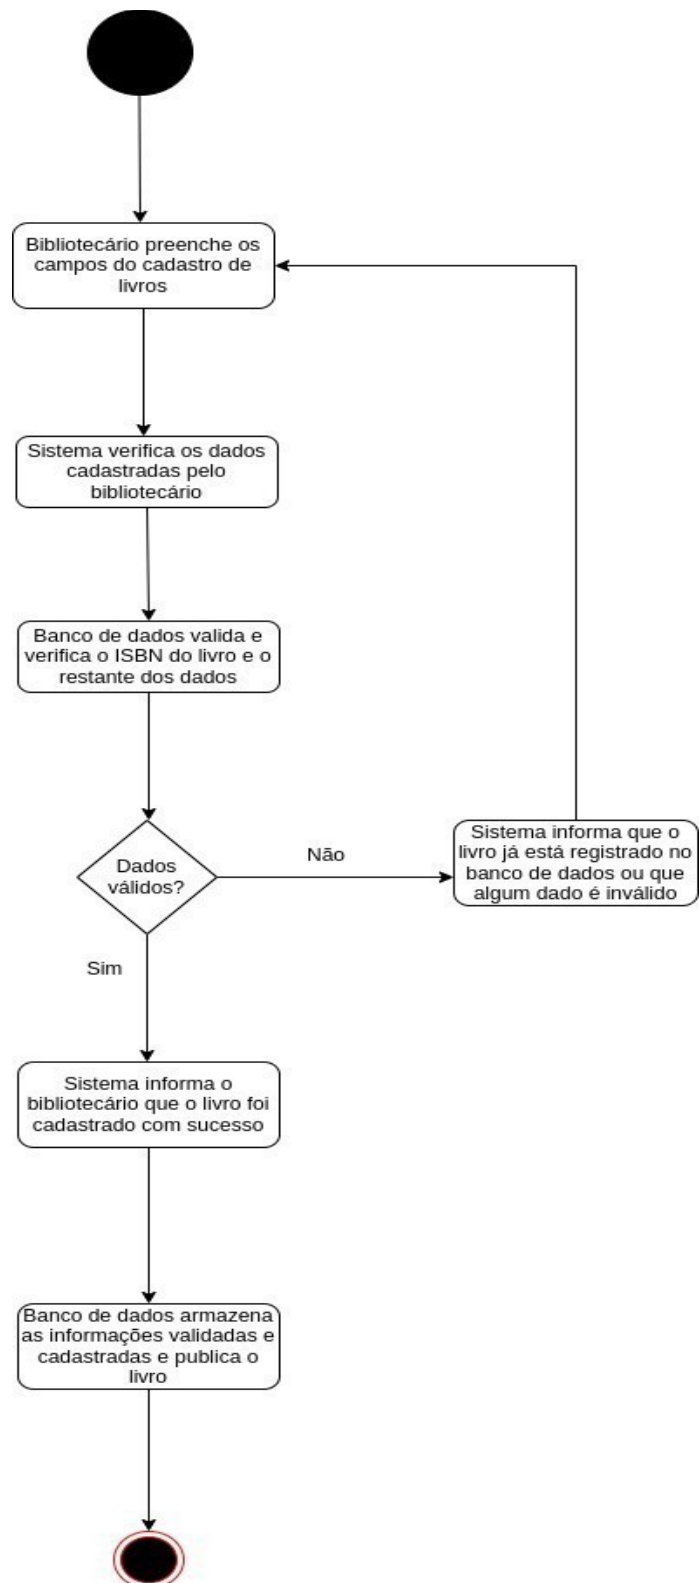 Bibliotecário preenche os
campos do cadastro de
livros
Sistema verifica os dados
cadastradas pelo
bibliotecário
Banco de dados valida e
verifica o ISBN do livro e o
restante dos dados
Dados
válidos?
Não
Sistema informa que o
livro já está registrado no
banco de dados ou que
algum dado é inválido
Sim
Sistema informa o
bibliotecário que o livro foi
cadastrado com sucesso
Banco de dados armazena
as informações validadas e
cadastradas e publica o
livro